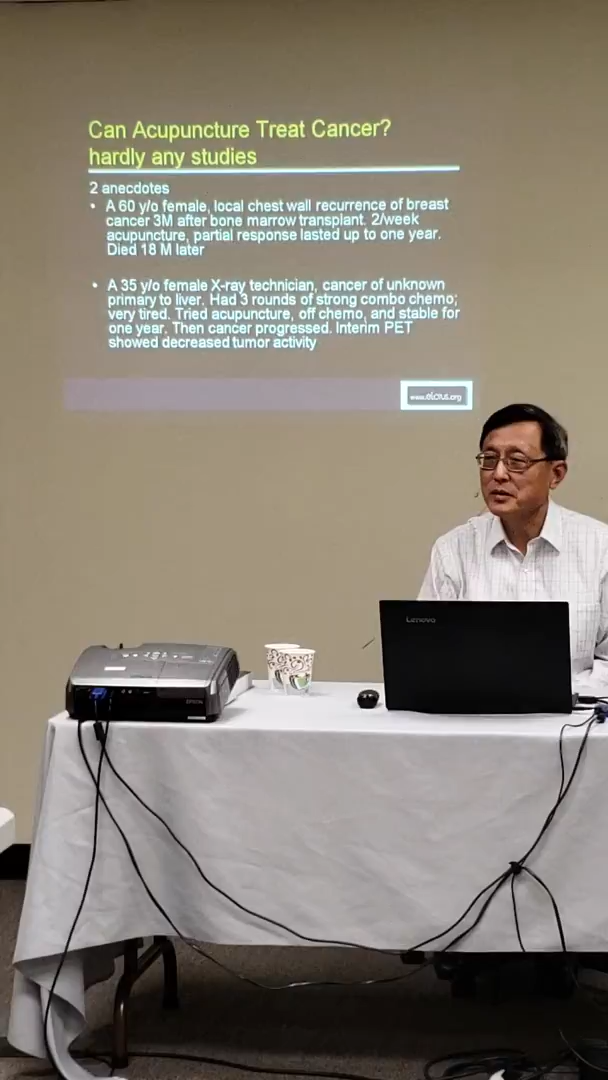 Can Acupuncture Treat Cancer?
hardly any studies
2 anecdotes
• A 60 y/o female, local chest wall recurrence of breast
cancer 3M after bone marrow transplant. 2/week
acupuncture, partial response lasted up to one year.
Died 18 M later
• A 35 y/o female X-ray technician, cancer of unknown
primary to liver. Had 3 rounds of strong combo chemo;
very tired. Tried acupuncture, off chemo, and stable for
one year. Then cancer progressed. Interim PET
showed decreased tumor activity
Lenovo
EPSON